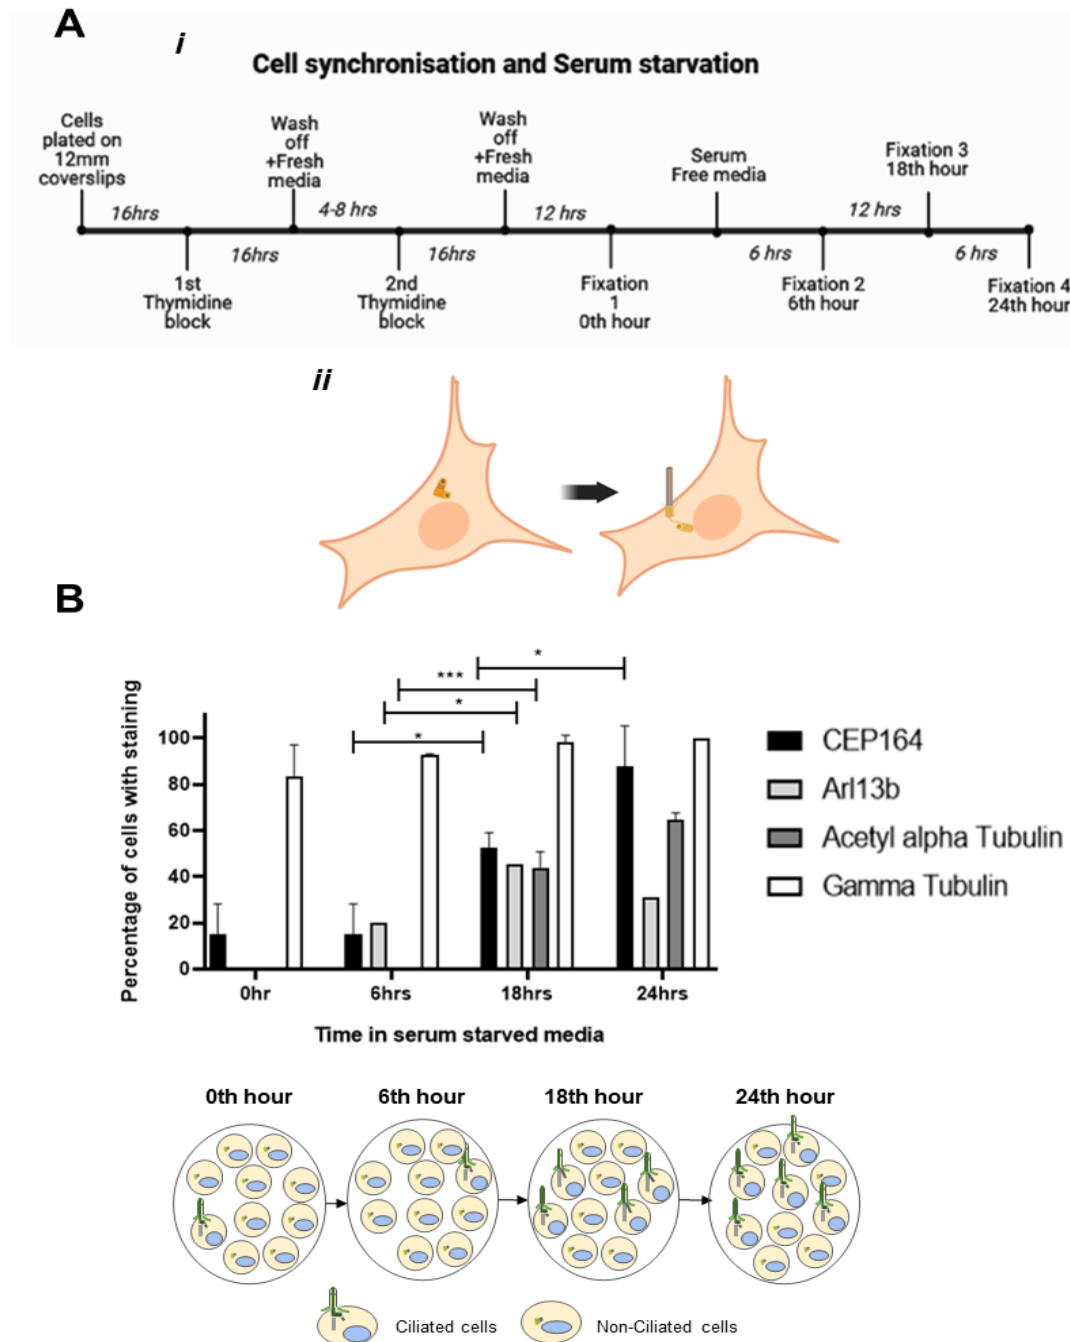 A
i
Cell synchronisation and Serum starvation
Cells
plated on
12mm
coverslips
16hrs
1st
Thymidine
block
16hrs
Wash
off
+Fresh
media
4-8 hrs
2nd
Thymidine
block
16hrs
Wash
off
+Fresh
media
12 hrs
Fixation
1
0th hour
Serum
Free media
6 hrs
Fixation 2
6th hour
12 hrs
Fixation 3
18th hour
6 hrs
Fixation 4
24th hour
ii
B
Percentage of cells with staining
100
80
60
40
20
0
*
***
*
*
0hr
6hrs
18hrs
24hrs
Time in serum starved media
CEP164
Arl13b
Acetyl alpha Tubulin
Gamma Tubulin
0th hour
6th hour
18th hour
24th hour
Ciliated cells
Non-Ciliated cells